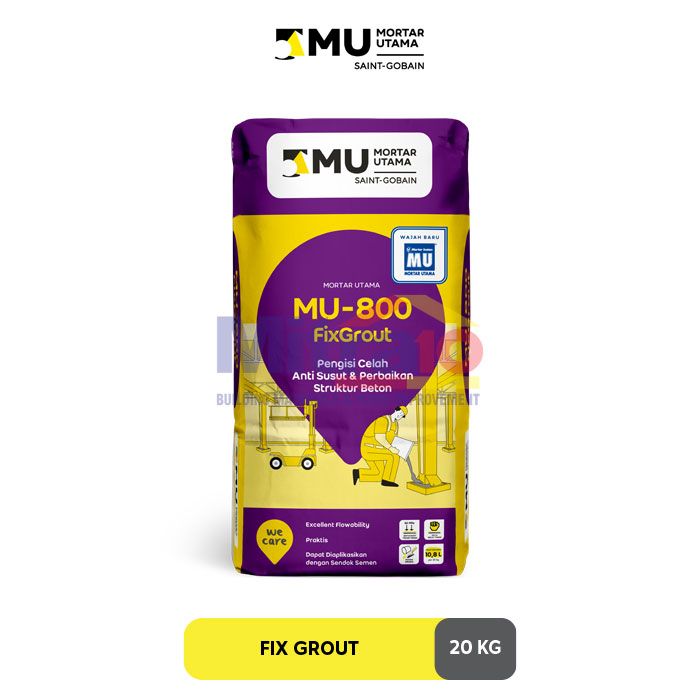 MU MORTAR
UTAMA
SAINT-GOBAIN
MU MORTAR
UTAMA
SAINT-GOBAIN
WAJAH BARU
Mortar Instan
MU
MORTAR UTAMA
MORTAR UTAMA
MU-800
FixGrout
Pengisi Celah
Anti Susut & Perbaikan
Struktur Beton
we
care
Excellent Flowability
Praktis
Dapat Diaplikasikan
dengan Sendok Semen
10,8 L
FIX GROUT
20 KG